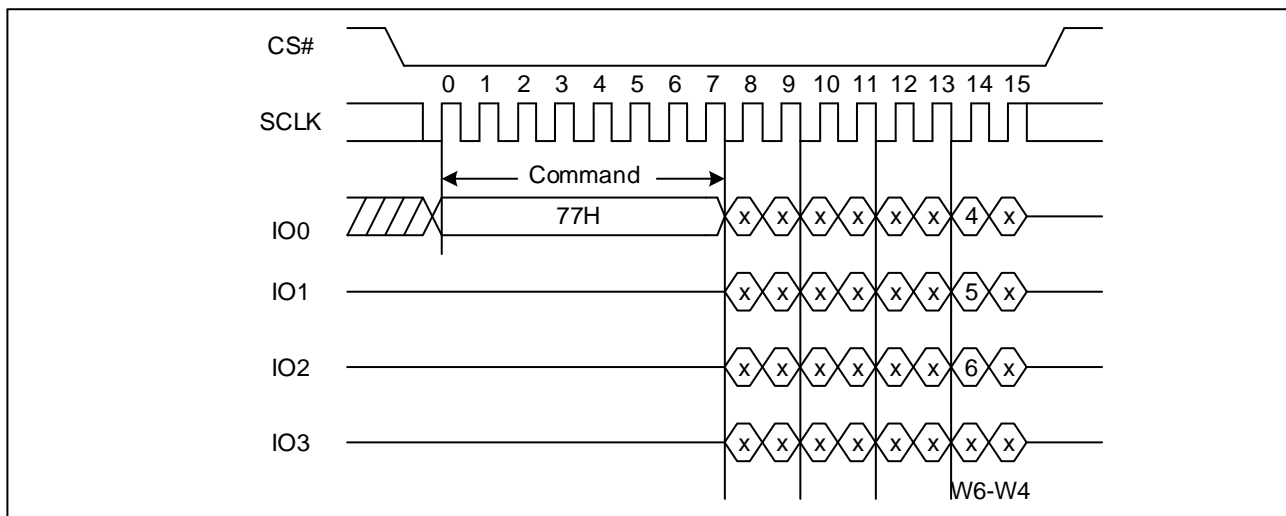 CS#
0 1 2 3 4 5 6 7 8 9 10 11 12 13 14 15
SCLK
Command
IO0 77H x x x x x x 4 x
IO1 x x x x x x 5 x
IO2 x x x x x x 6 x
IO3 x x x x x x x x
W6-W4